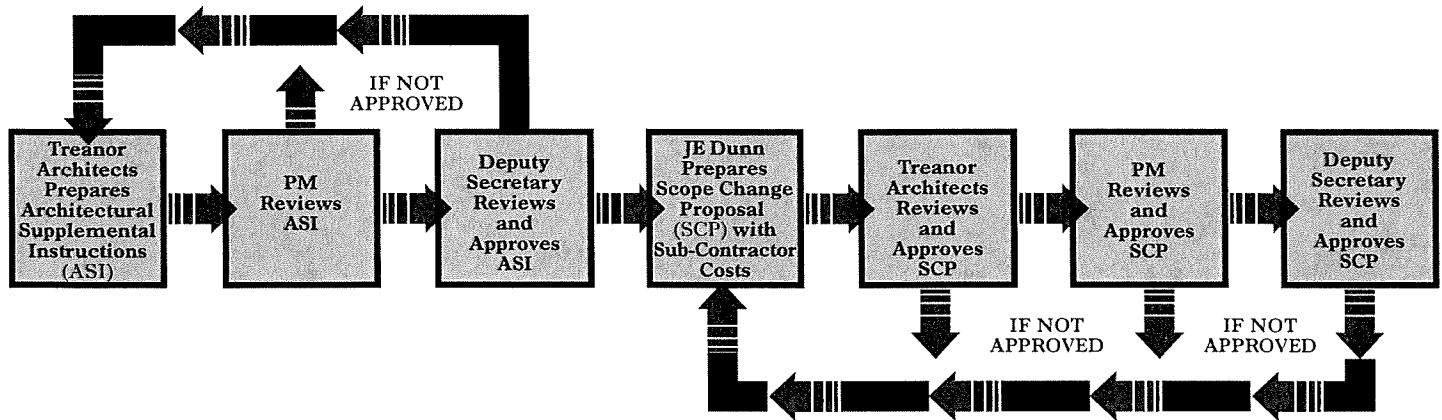 IF NOT
APPROVED
Treanor
Architects
Prepares
Architectural
Supplemental
Instructions
(ASI)
PM
Reviews
ASI
Deputy
Secretary
Reviews
and
Approves
ASI
JE Dunn
Prepares
Scope Change
Proposal
(SCP) with
Sub-Contractor
Costs
Treanor
Architects
Reviews
and
Approves
SCP
PM
Reviews
and
Approves
SCP
Deputy
Secretary
Reviews
and
Approves
SCP
IF NOT
APPROVED
IF NOT
APPROVED